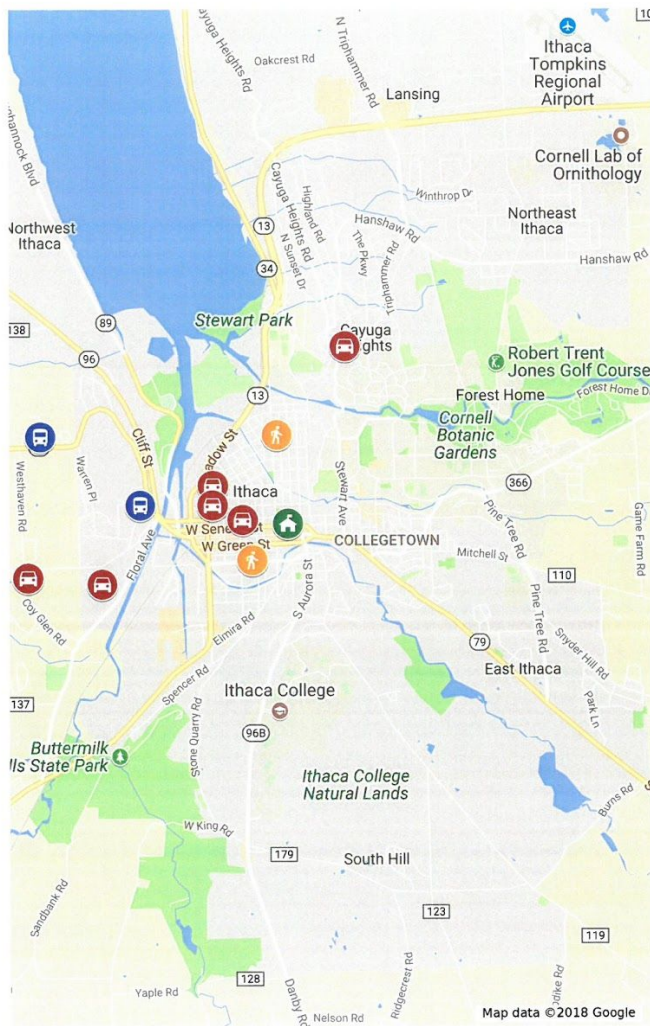 Cayuga Heights Rd
N Triphammer Rd
Oakcrest Rd
Lansing
Ithaca
Tompkins
Regional
Airport
Cornell Lab of
Ornithology
Winthrop Dr
Northeast
Ithaca
Hanshaw Rd
Hanshaw Rd
Highland Rd
Cayuga Heights Rd
N Sunset Dr
The Pkwy
Triphammer Rd
13
34
Northwest
Ithaca
138
89
96
Stewart Park
Cayuga
Robert Trent
Jones Golf Course
Forest Home
Forest Home D
Cornell
Botanic
Gardens
13
Cliff St
Westhaven Rd
Warren Pl
Ithaca
Stewart Ave
366
Pine Tree Rd
Game Farm Rd
W Green St
COLLEGETOWN
Mitchell St
110
Floral Ave
Coy Glen Rd
Elmira Rd
S Aurora St
Pine Tree Rd
Snyder Hill Rd
79
East Ithaca
Park Ln
Spencer Rd
Ithaca College
137
96B
Stone Quarry Rd
Buttermilk
lls State Park
Ithaca College
Natural Lands
Burns Rd
W King Rd
179
South Hill
Sandbank Rd
123
119
128
Yaple Rd
Danby Rd
Nelson Rd
Ridgecrest Rd
Map data ©2018 Google